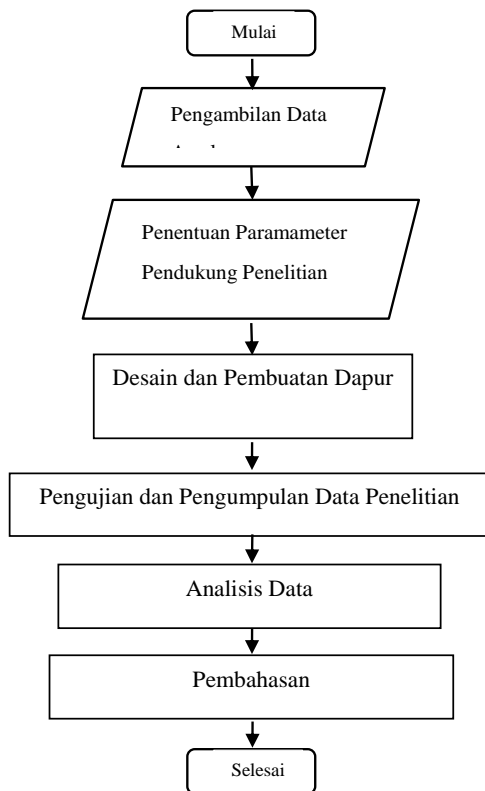 Mulai
Pengambilan Data
Penentuan Paramameter
Pendukung Penelitian
Desain dan Pembuatan Dapur
Pengujian dan Pengumpulan Data Penelitian
Analisis Data
Pembahasan
Selesai